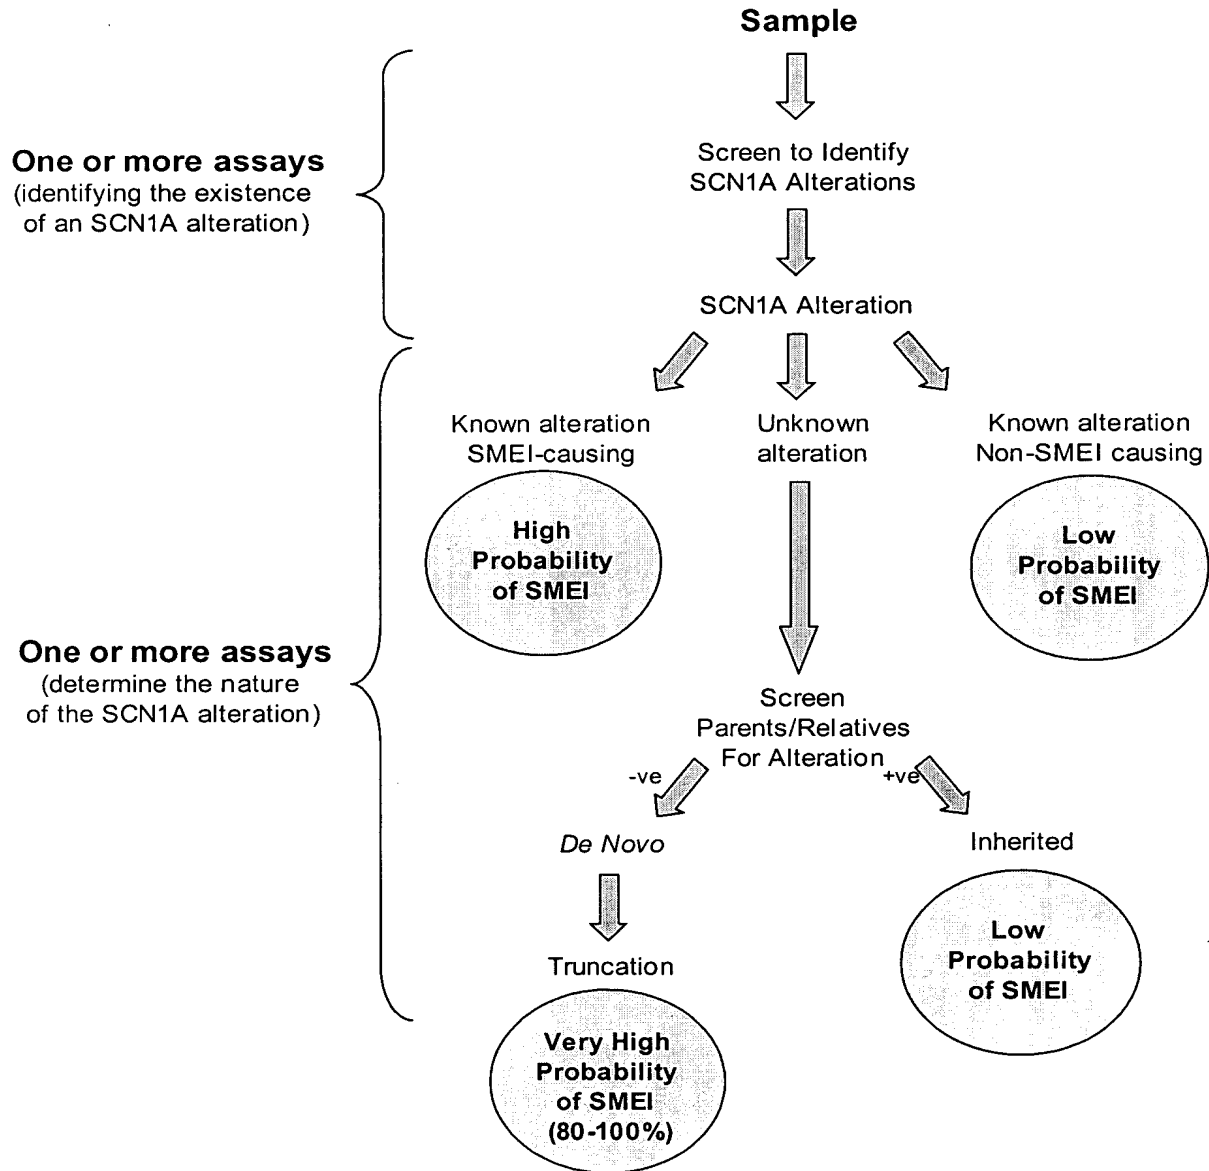 Sample
One or more assays
(identifying the existence
of an SCN1A alteration)
Screen to Identify
SCN1A Alterations
SCN1A Alteration
Known alteration
SMEI-causing
Unknown
alteration
Known alteration
Non-SMEI causing
High
Probability
of SMEI
Low
Probability
of SMEI
One or more assays
(determine the nature
of the SCN1A alteration)
Screen
Parents/Relatives
For Alteration
-ve
+ve
De Novo
Inherited
Truncation
Low
Probability
of SMEI
Very High
Probability
of SMEI
(80-100%)